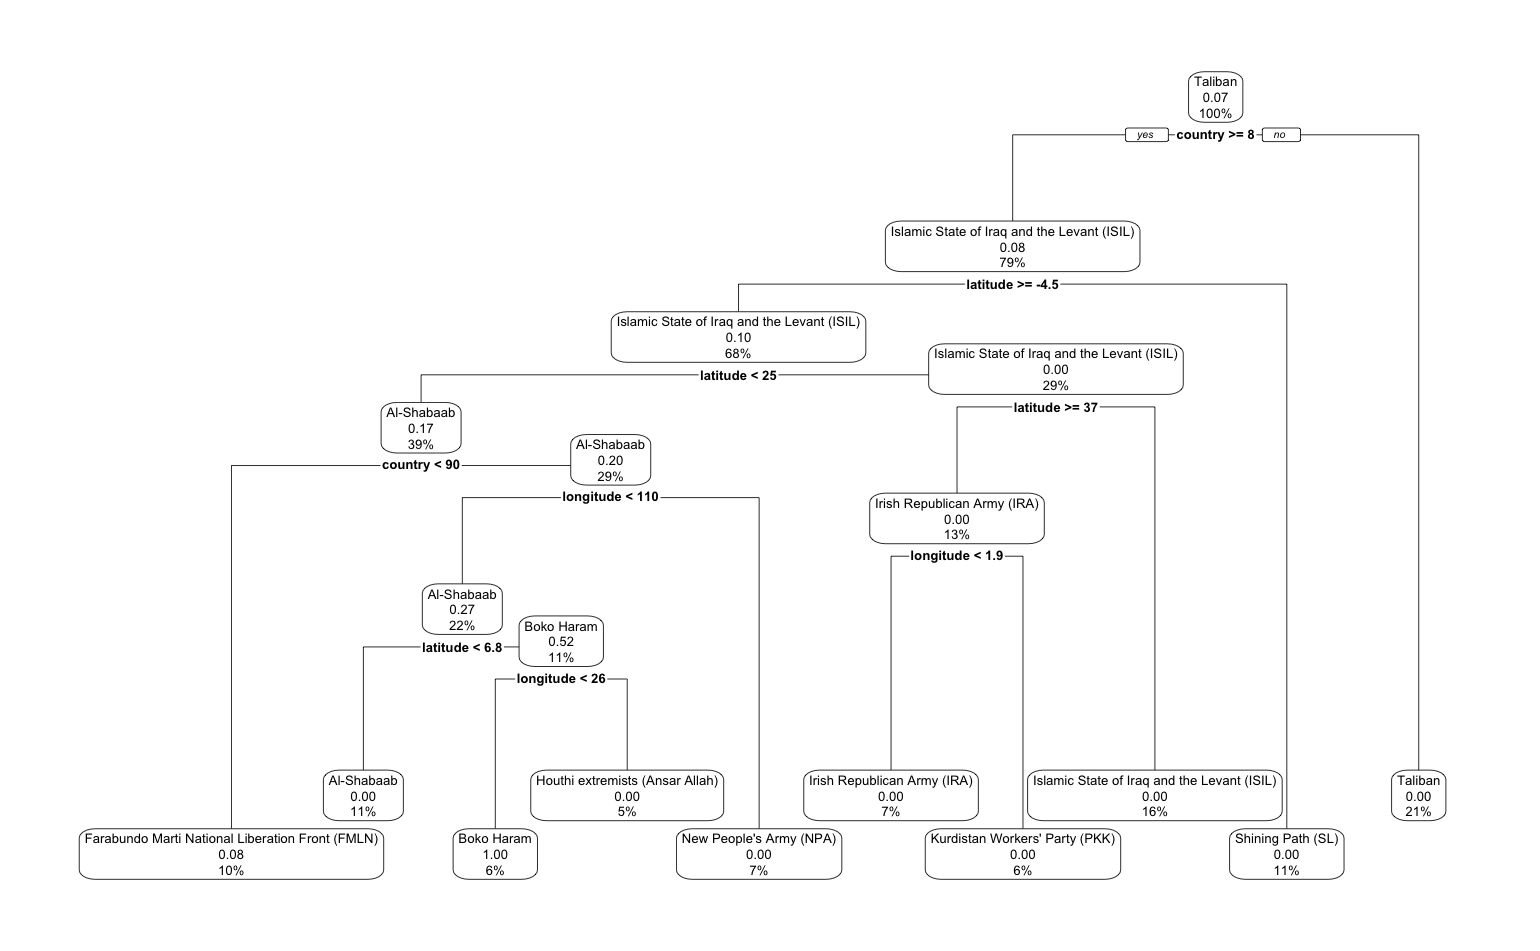 Taliban
0.07
100%
yes country >= 8 no
Islamic State of Iraq and the Levant (ISIL)
0.08
79%
latitude >= -4.5
Islamic State of Iraq and the Levant (ISIL)
0.10
68%
latitude < 25
Islamic State of Iraq and the Levant (ISIL)
0.00
29%
latitude >= 37
Al-Shabaab
0.17
39%
country < 90
Al-Shabaab
0.20
29%
longitude < 110
Irish Republican Army (IRA)
0.00
13%
longitude < 1.9
Al-Shabaab
0.27
22%
latitude < 6.8
Boko Haram
0.52
11%
longitude < 26
Al-Shabaab
0.00
11%
Houthi extremists (Ansar Allah)
0.00
5%
Irish Republican Army (IRA)
0.00
7%
Islamic State of Iraq and the Levant (ISIL)
0.00
16%
Taliban
0.00
21%
Farabundo Marti National Liberation Front (FMLN)
0.08
10%
Boko Haram
1.00
6%
New People's Army (NPA)
0.00
7%
Kurdistan Workers' Party (PKK)
0.00
6%
Shining Path (SL)
0.00
11%